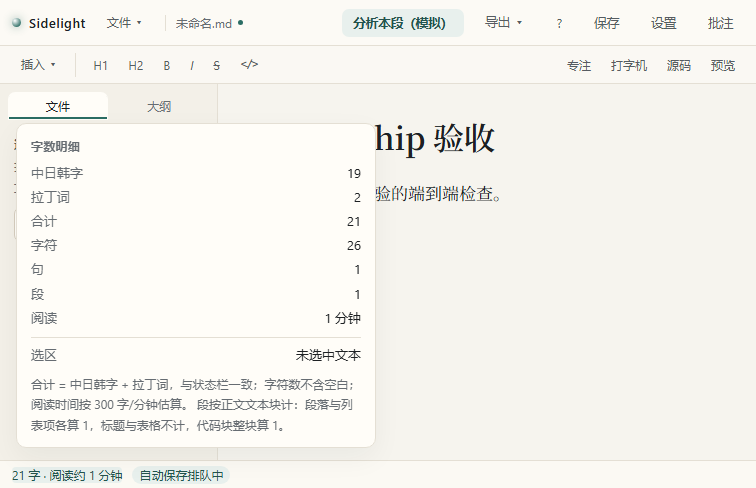 Sidelight 文件 未命名.md 分析本段（模拟） 导出 ? 保存 设置 批注
插入 H1 H2 B I S </> 专注 打字机 源码 预览
文件 大纲
hip 验收
验的端到端检查。
字数明细
中日韩字 19
拉丁词 2
合计 21
字符 26
句 1
段 1
阅读 1 分钟
选区 未选中文本
合计 = 中日韩字 + 拉丁词，与状态栏一致；字符数不含空白；
阅读时间按 300 字/分钟估算。 段按正文文本块计：段落与列
表项各算 1，标题与表格不计，代码块整块算 1。
21 字 · 阅读约 1 分钟 自动保存排队中